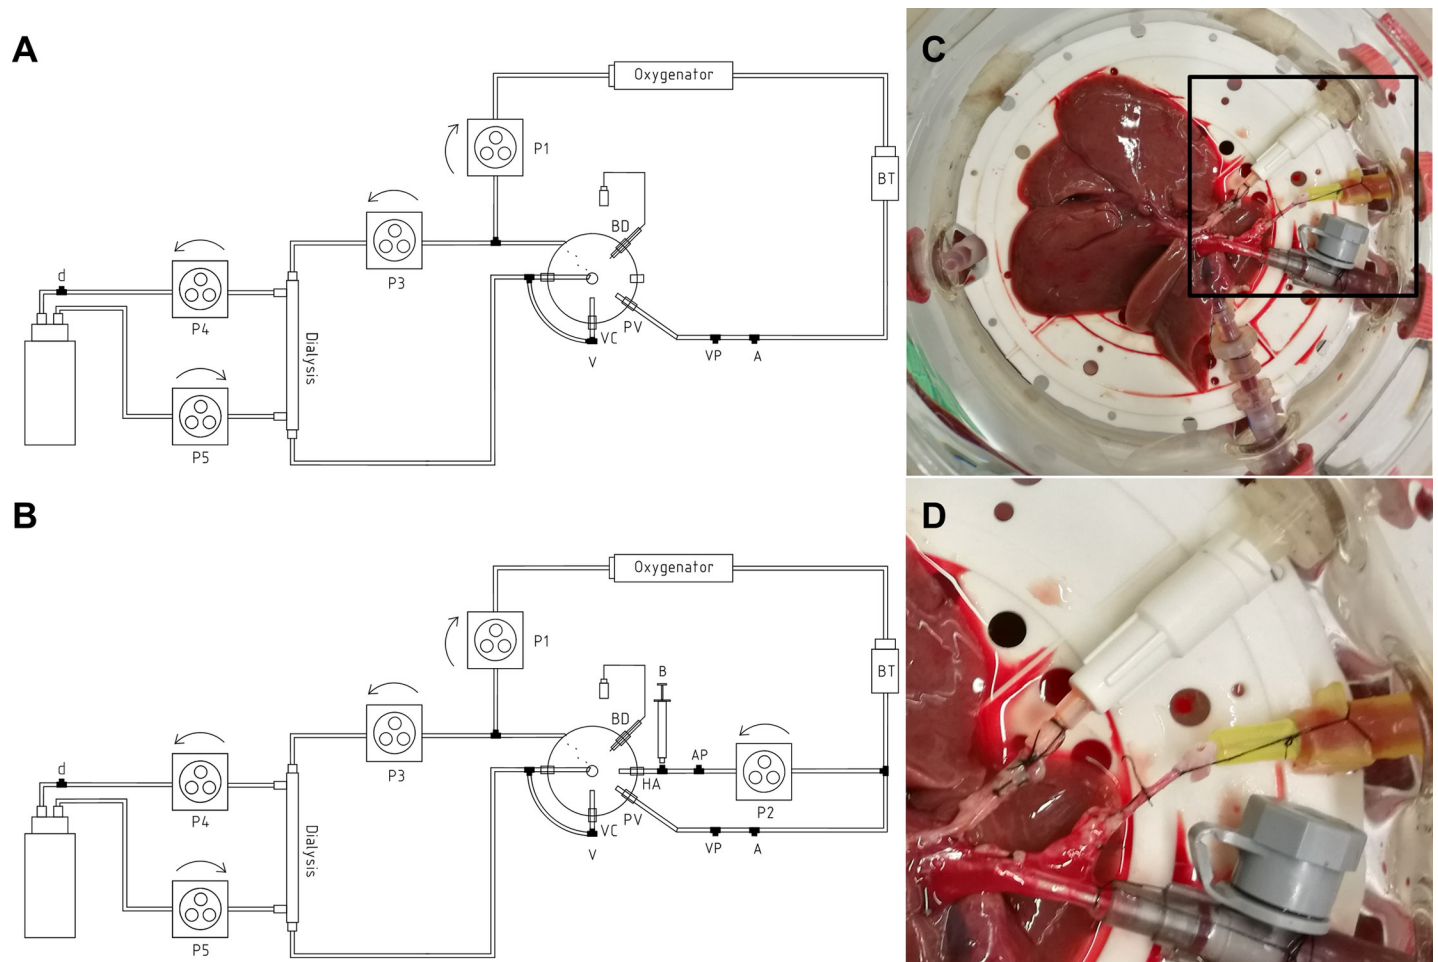 A
Oxygenator
P1
BT
BD
P3
d
P4
PV
VC
V
VP
A
Dialysis
P5
B
Oxygenator
P1
BT
B
BD
AP
P3
HA
d
P4
PV
P2
VC
V
VP
A
Dialysis
P5
C
D